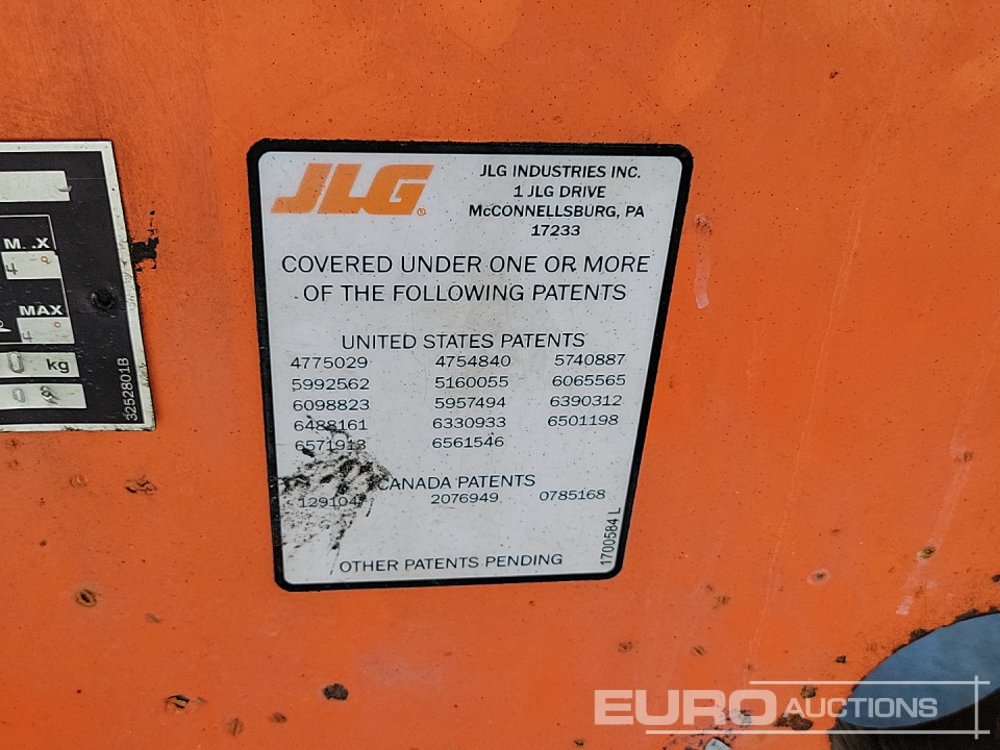 M
X
MAX
kg
3252801B
JLG®
JLG INDUSTRIES INC.
1 JLG DRIVE
McCONNELLSBURG, PA
17233
COVERED UNDER ONE OR MORE
OF THE FOLLOWING PATENTS
UNITED STATES PATENTS
4775029 4754840 5740887
5992562 5160055 6065565
6098823 5957494 6390312
6488161 6330933 6501198
6571913 6561546
CANADA PATENTS
2076949 0785168
OTHER PATENTS PENDING
1700584 L
EURO AUCTIONS